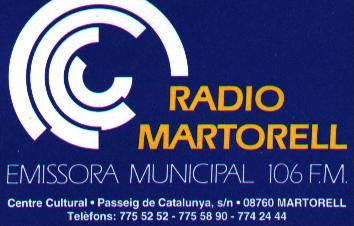 RADIO
MARTORELL
EMISSORA MUNICIPAL 106 F.M.
Centre Cultural • Passeig de Catalunya, s/n • 08760 MARTORELL
Telèfons: 775 52 52 - 775 58 90 - 774 24 44